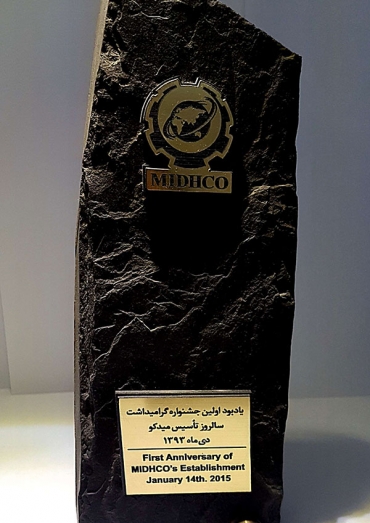 MIDHCO
یادبود اولین جشنواره گرامیداشت
سالروز تأسیس میدکو
دی‌ماه ۱۳۹۳
First Anniversary of
MIDHCO's Establishment
January 14th. 2015